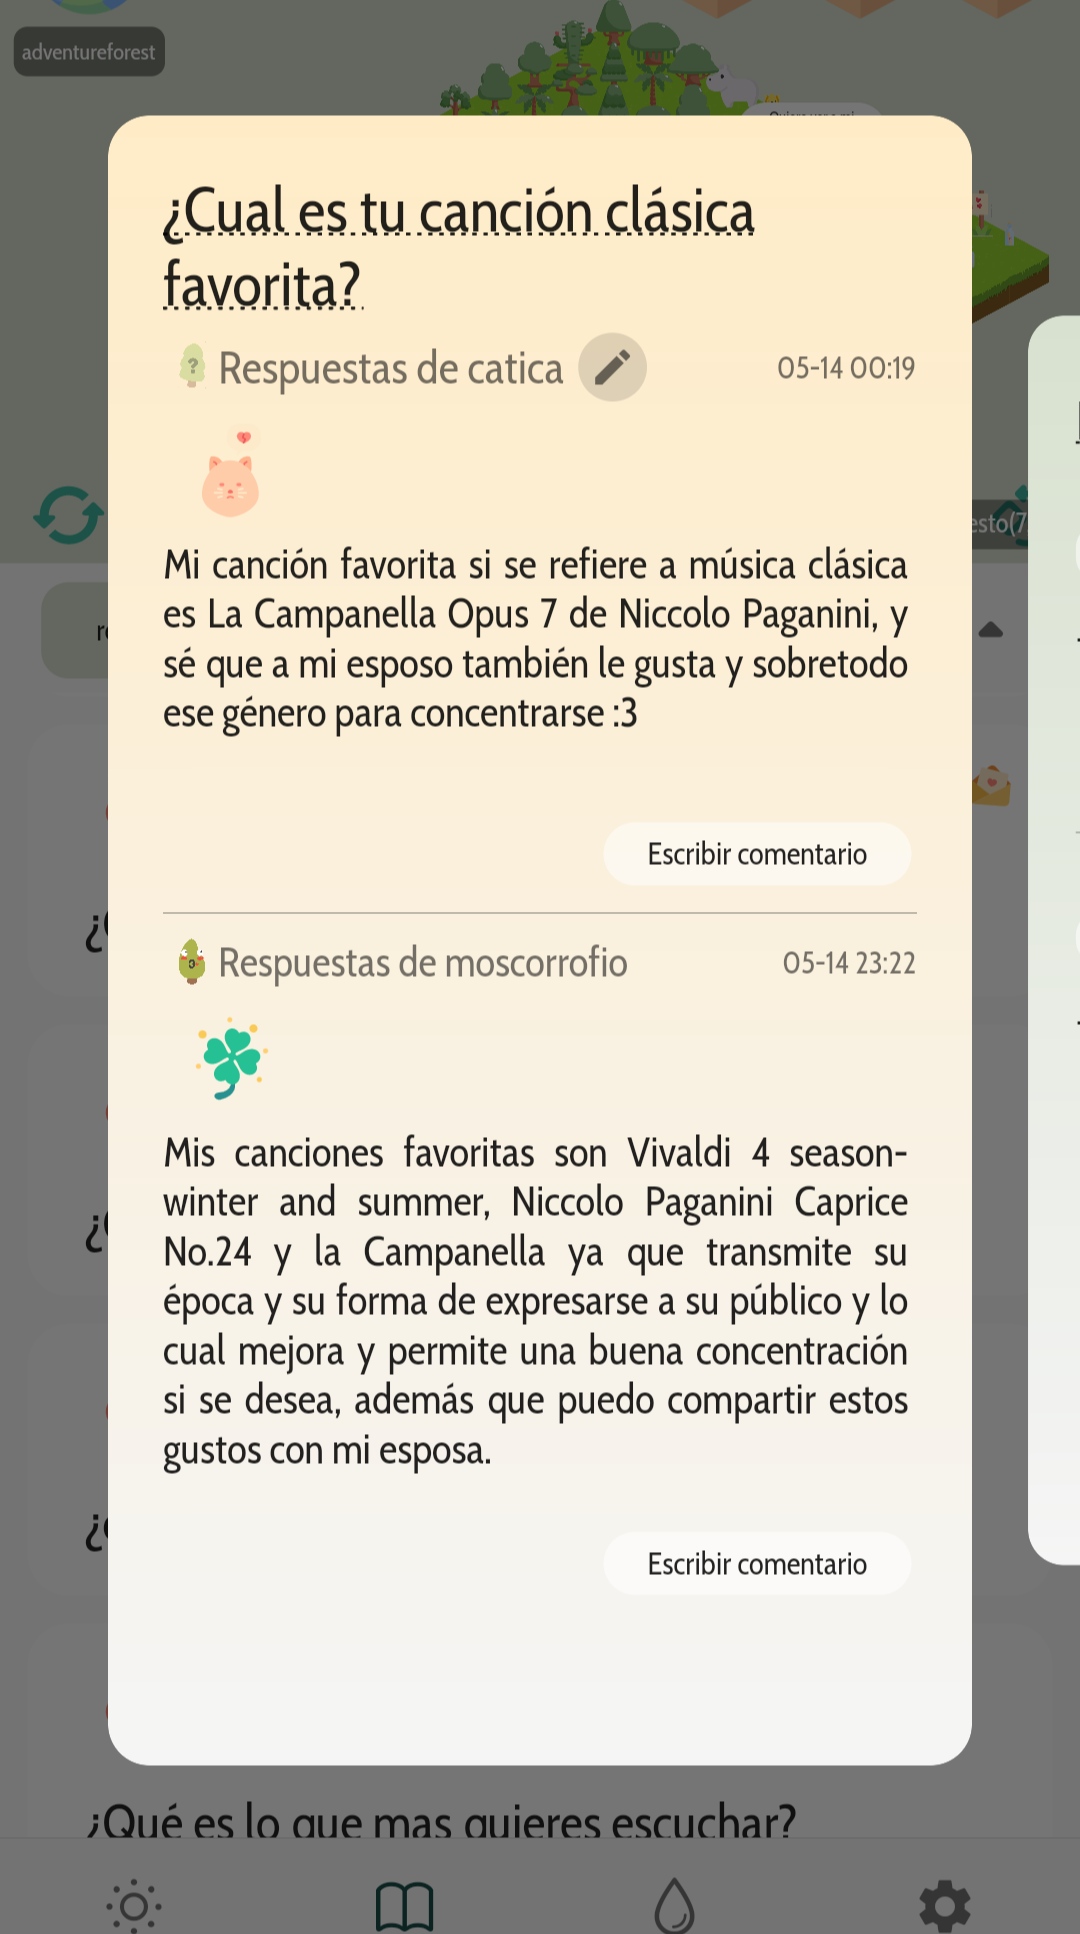 adventureforest
¿Cual es tu canción clásica
favorita?
Respuestas de catica
05-14 00:19
Mi canción favorita si se refiere a música clásica
es La Campanella Opus 7 de Niccolo Paganini, y
sé que a mi esposo también le gusta y sobretodo
ese género para concentrarse :3
Escribir comentario
Respuestas de moscorrofio
05-14 23:22
Mis canciones favoritas son Vivaldi 4 season-
winter and summer, Niccolo Paganini Caprice
No.24 y la Campanella ya que transmite su
época y su forma de expresarse a su público y lo
cual mejora y permite una buena concentración
si se desea, además que puedo compartir estos
gustos con mi esposa.
Escribir comentario
¿Qué es lo que mas quieres escuchar?